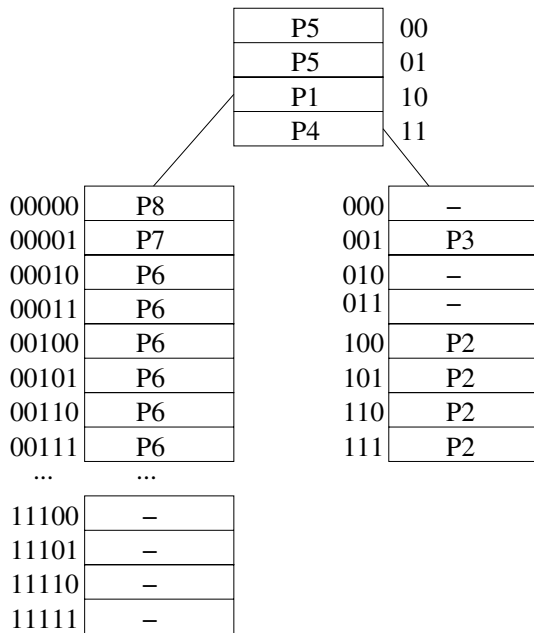 P5 00
P5 01
P1 10
P4 11
00000 P8
00001 P7
00010 P6
00011 P6
00100 P6
00101 P6
00110 P6
00111 P6
... ...
11100 –
11101 –
11110 –
11111 –
000 –
001 P3
010 –
011 –
100 P2
101 P2
110 P2
111 P2